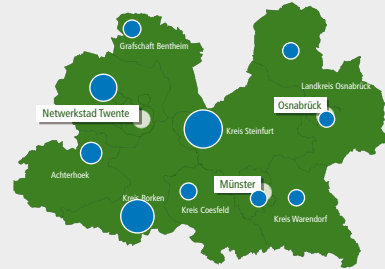 Grafschaft Bentheim
Landkreis Osnabrück
Netwerkstad Twente
Osnabrück
Kreis Steinfurt
Achterhoek
Münster
Kreis Borken
Kreis Coesfeld
Kreis Warendorf